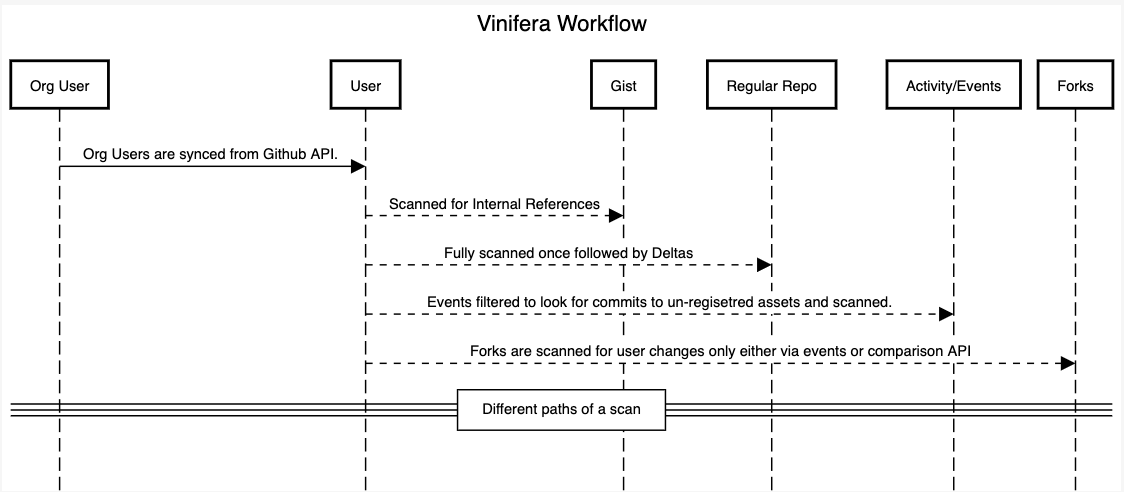 Vinifera Workflow
Org User
User
Gist
Regular Repo
Activity/Events
Forks
Org Users are synced from Github API.
Scanned for Internal References
Fully scanned once followed by Deltas
Events filtered to look for commits to un-regisetred assets and scanned.
Forks are scanned for user changes only either via events or comparison API
Different paths of a scan